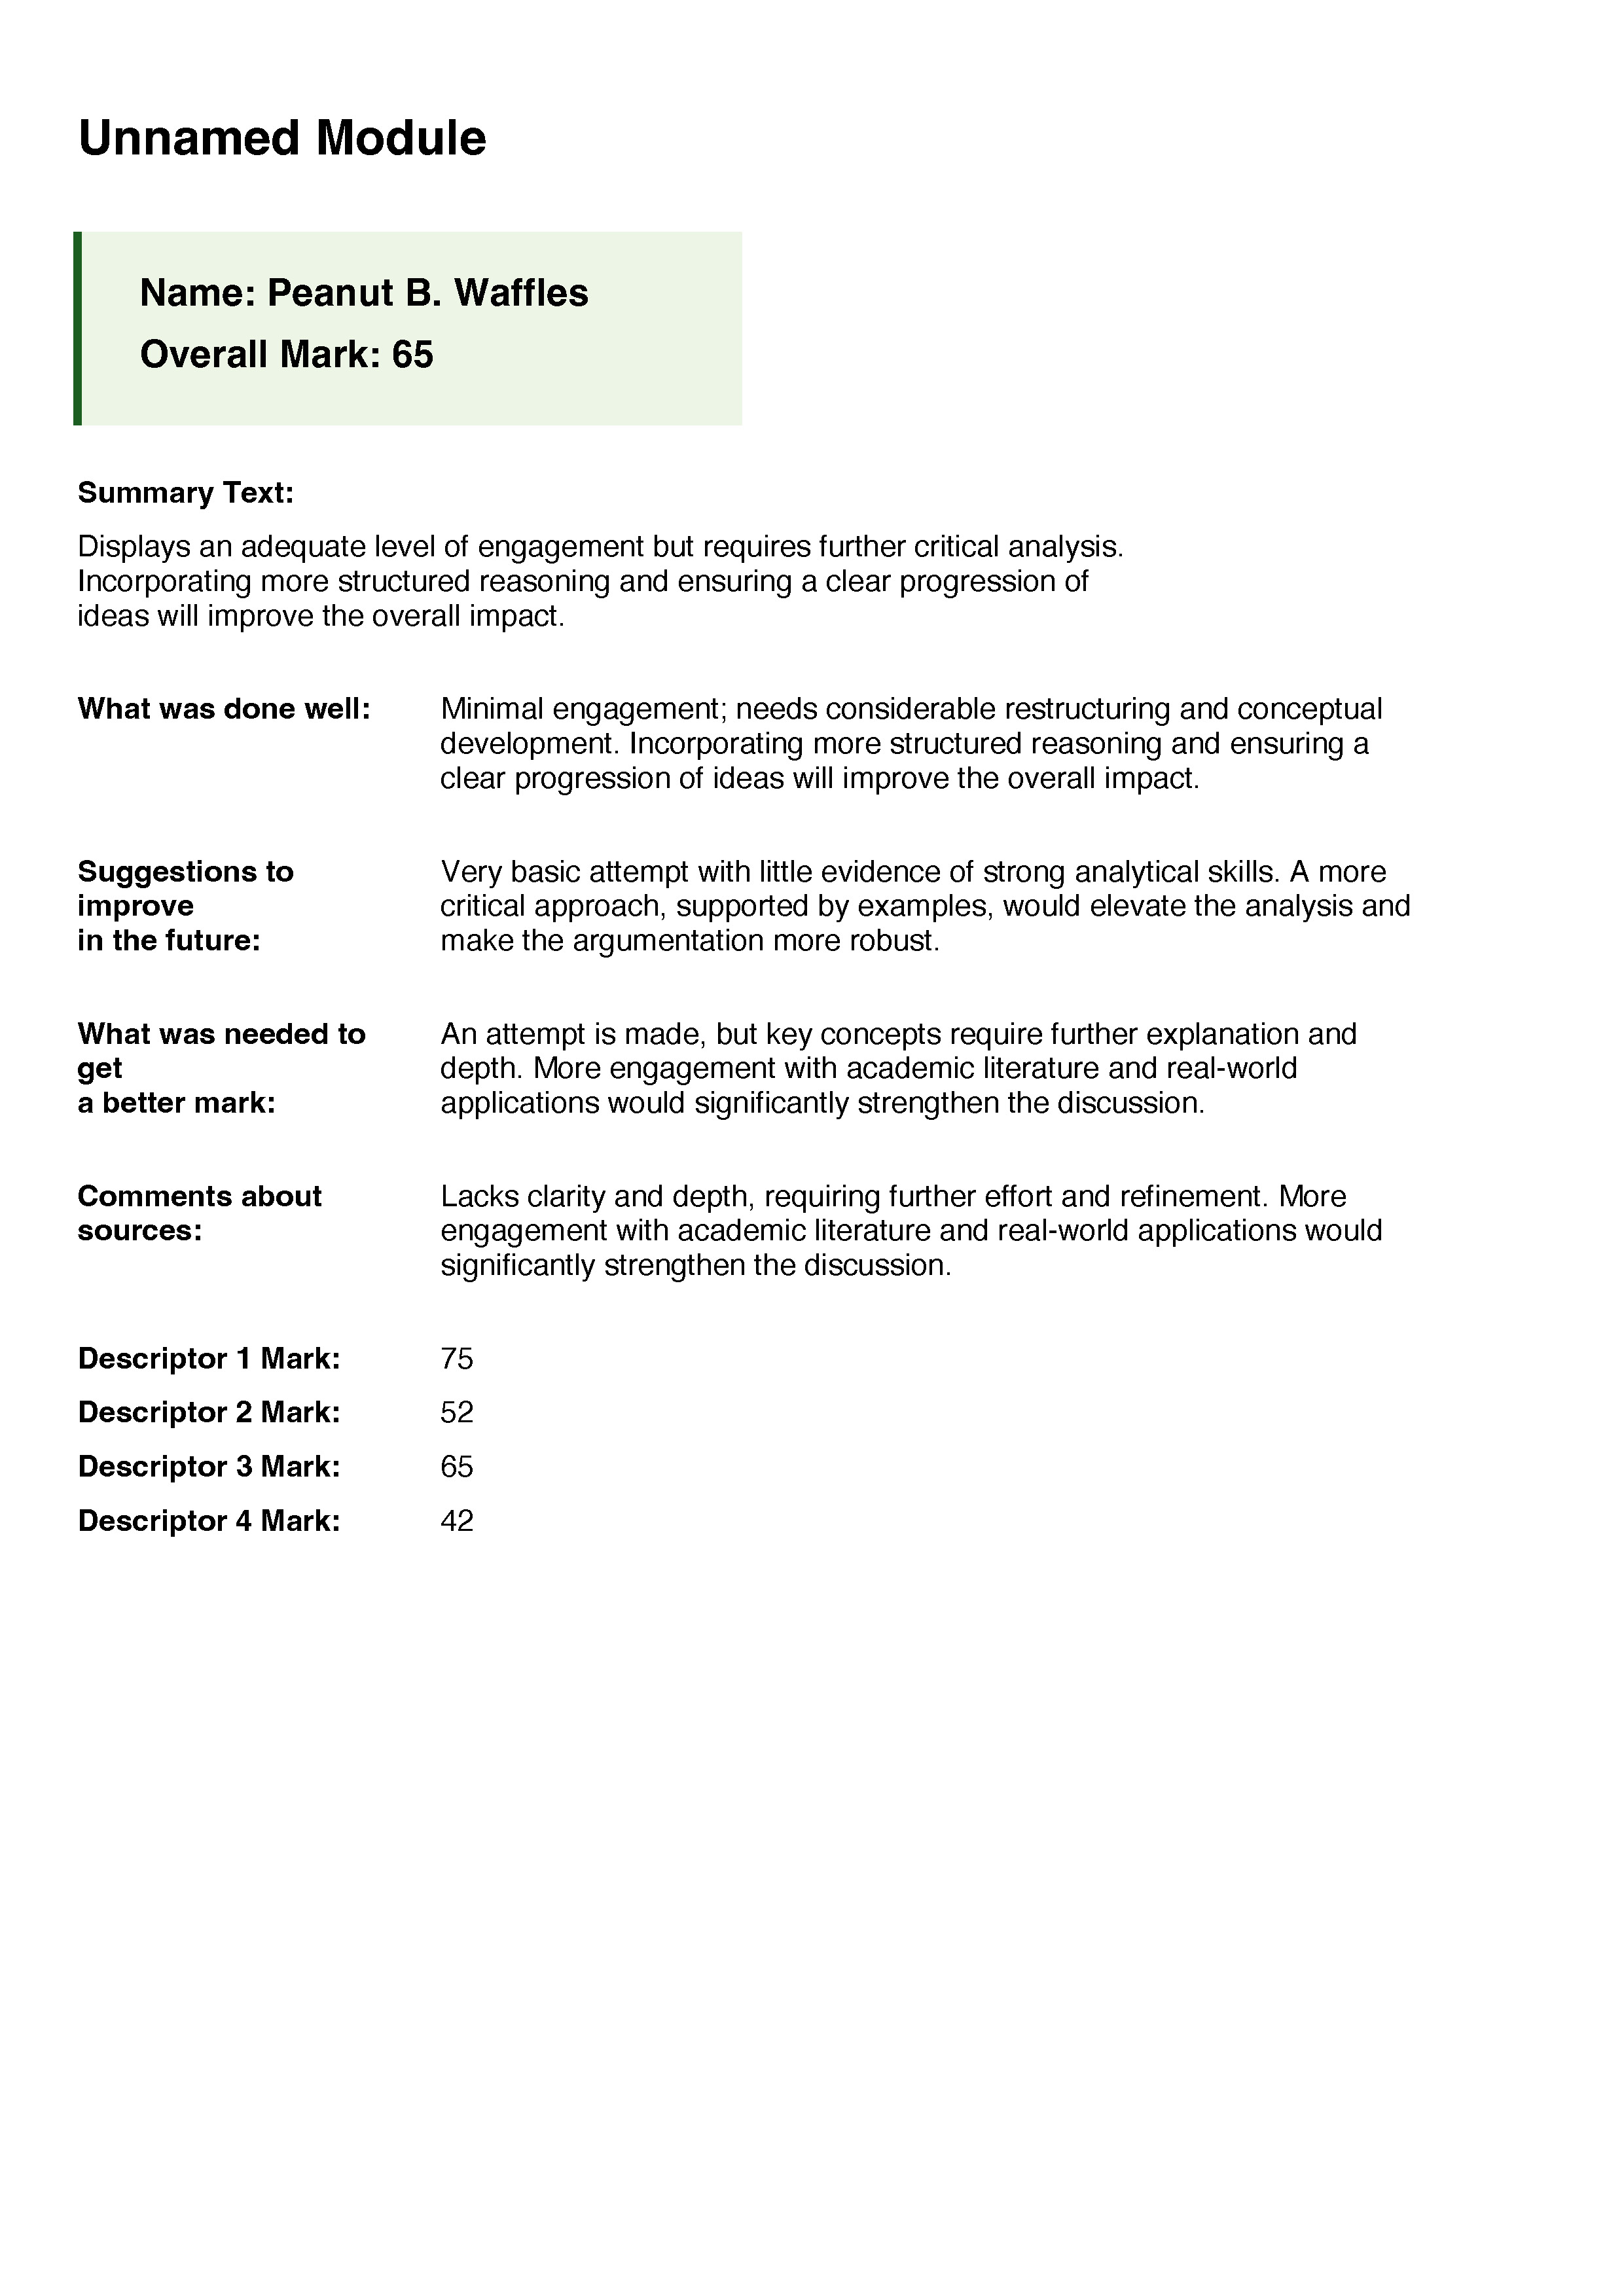 Unnamed Module
Name: Peanut B. Waffles
Overall Mark: 65
Summary Text:
Displays an adequate level of engagement but requires further critical analysis.
Incorporating more structured reasoning and ensuring a clear progression of
ideas will improve the overall impact.
What was done well:
Minimal engagement; needs considerable restructuring and conceptual
development. Incorporating more structured reasoning and ensuring a
clear progression of ideas will improve the overall impact.
Suggestions to
improve
in the future:
Very basic attempt with little evidence of strong analytical skills. A more
critical approach, supported by examples, would elevate the analysis and
make the argumentation more robust.
What was needed to
get
a better mark:
An attempt is made, but key concepts require further explanation and
depth. More engagement with academic literature and real-world
applications would significantly strengthen the discussion.
Comments about
sources:
Lacks clarity and depth, requiring further effort and refinement. More
engagement with academic literature and real-world applications would
significantly strengthen the discussion.
Descriptor 1 Mark: 75
Descriptor 2 Mark: 52
Descriptor 3 Mark: 65
Descriptor 4 Mark: 42